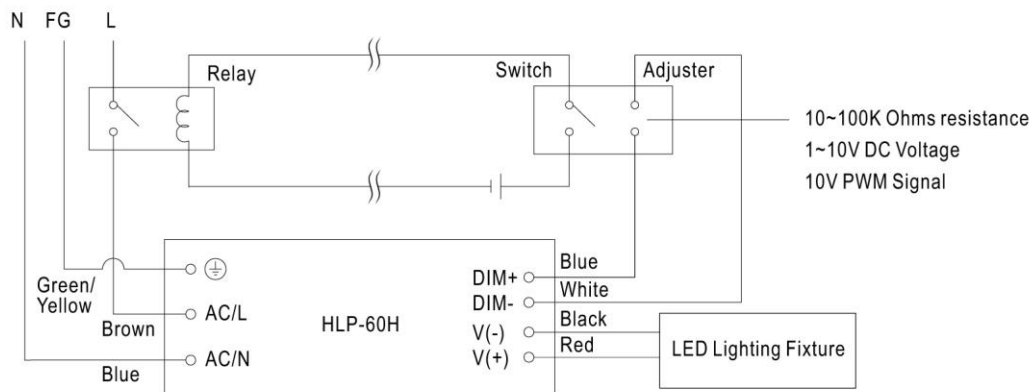 N FG L
Relay
Switch
Adjuster
10~100K Ohms resistance
1~10V DC Voltage
10V PWM Signal
Green/
Yellow
Brown
Blue
AC/L
AC/N
HLP-60H
DIM+
DIM-
V(-)
V(+)
Blue
White
Black
Red
LED Lighting Fixture